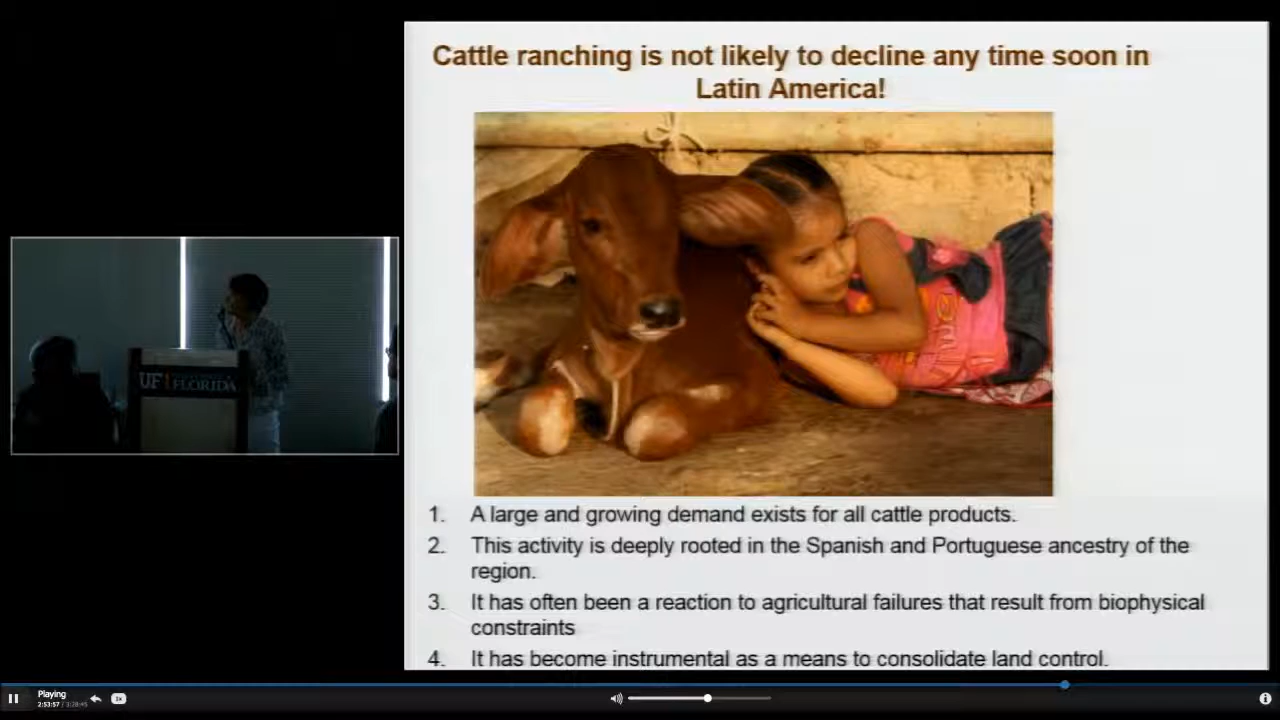 Cattle ranching is not likely to decline any time soon in
Latin America!
UF FLORIDA
1. A large and growing demand exists for all cattle products.
2. This activity is deeply rooted in the Spanish and Portuguese ancestry of the
region.
3. It has often been a reaction to agricultural failures that result from biophysical
constraints
4. It has become instrumental as a means to consolidate land control.
Playing
2:53:57